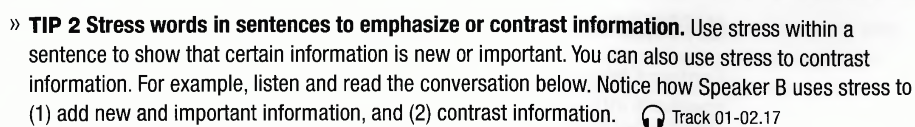 » TIP 2 Stress words in sentences to emphasize or contrast information. Use stress within a
sentence to show that certain information is new or important. You can also use stress to contrast
information. For example, listen and read the conversation below. Notice how Speaker B uses stress to
(1) add new and important information, and (2) contrast information. Track 01-02.17